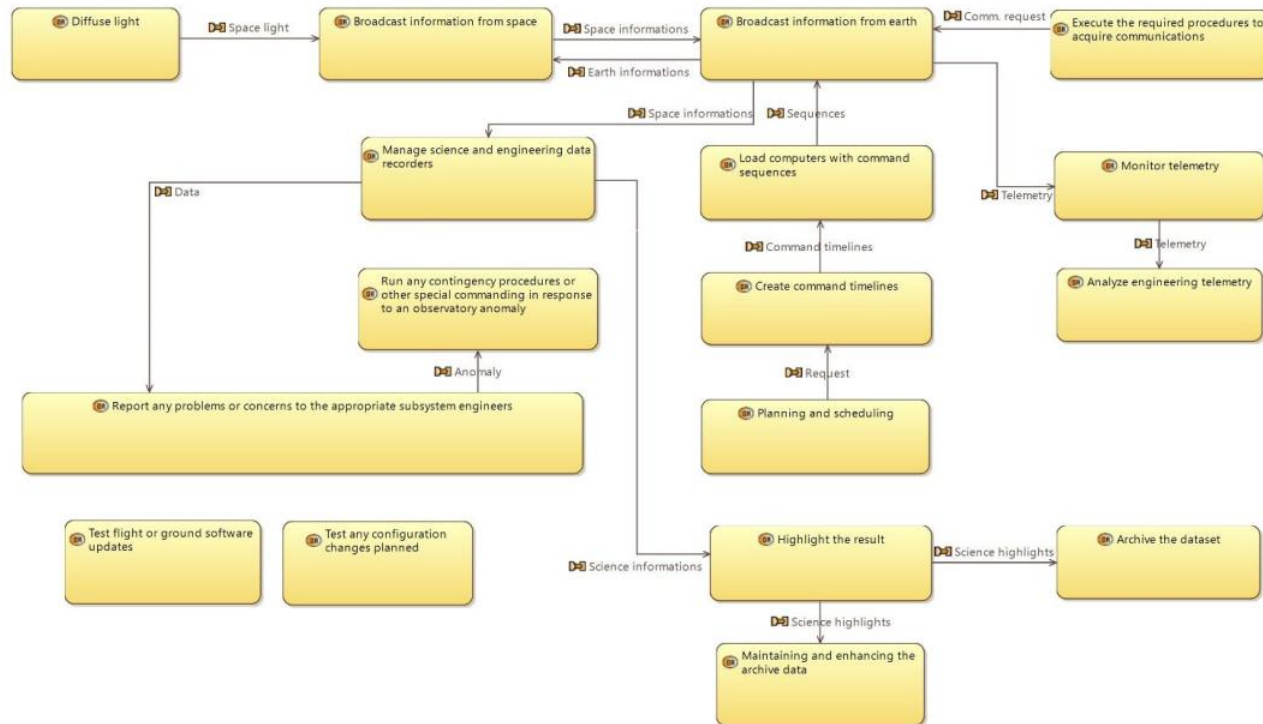 Diffuse light
Space light
Broadcast information from space
Space informations
Earth informations
Broadcast information from earth
Comm. request
Execute the required procedures to
acquire communications
Space informations
Sequences
Manage science and engineering data
recorders
Load computers with command
sequences
Monitor telemetry
Data
Telemetry
Command timelines
Telemetry
Run any contingency procedures or
other special commanding in response
to an observatory anomaly
Create command timelines
Analyze engineering telemetry
Anomaly
Request
Report any problems or concerns to the appropriate subsystem engineers
Planning and scheduling
Test flight or ground software
updates
Test any configuration
changes planned
Highlight the result
Science highlights
Archive the dataset
Science informations
Science highlights
Maintaining and enhancing the
archive data